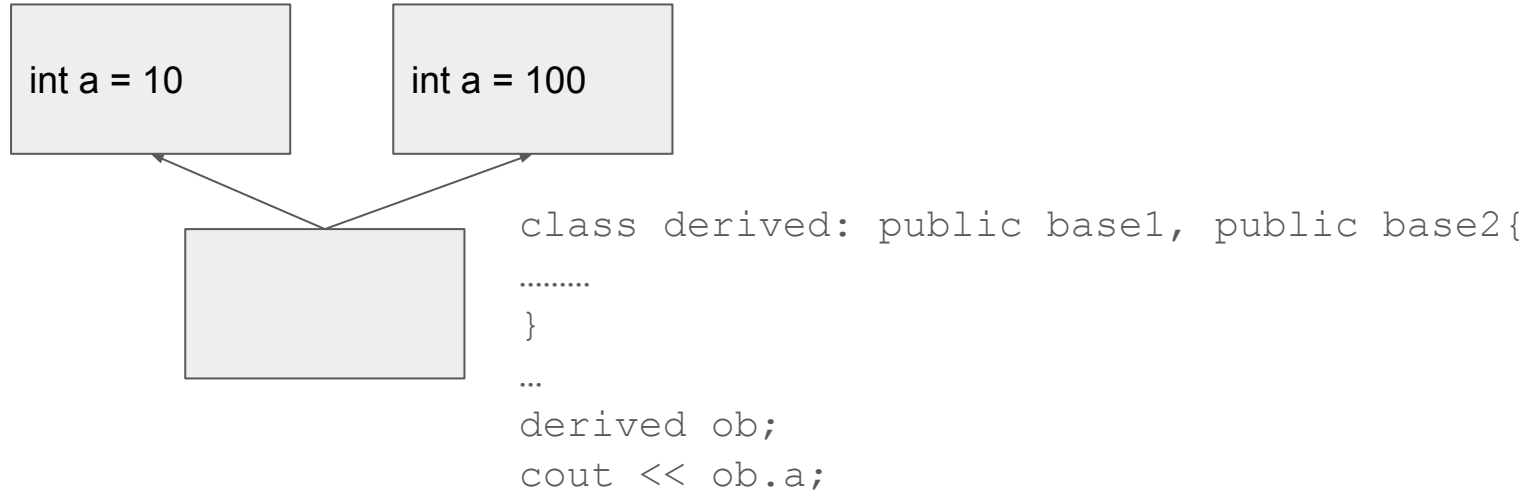 int a = 10
int a = 100
class derived: public base1, public base2{
………
}
…
derived ob;
cout << ob.a;